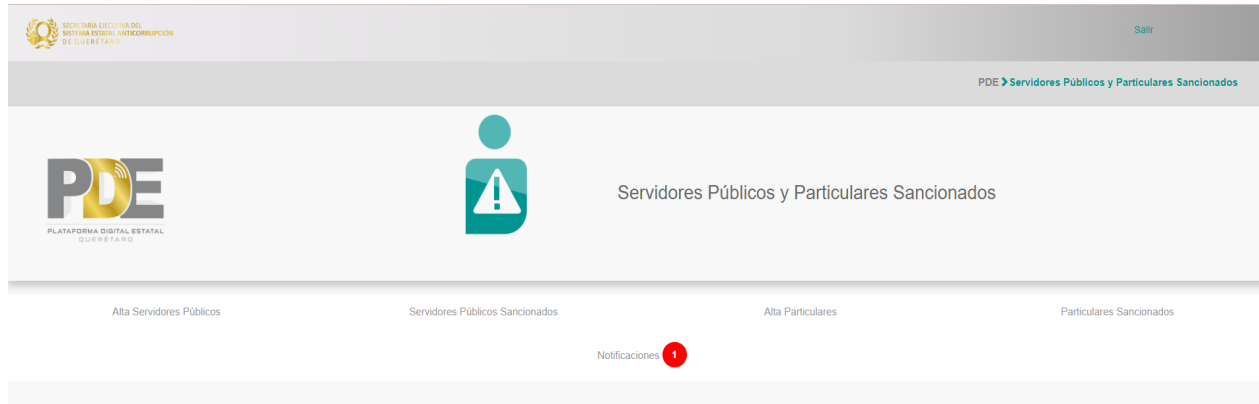 SECRETARÍA EJECUTIVA DEL
SISTEMA ESTATAL ANTICORRUPCIÓN
DE QUERÉTARO
Salir
PDE > Servidores Públicos y Particulares Sancionados
PDE
PLATAFORMA DIGITAL ESTATAL
QUERÉTARO
Servidores Públicos y Particulares Sancionados
Alta Servidores Públicos Servidores Públicos Sancionados Alta Particulares Particulares Sancionados
Notificaciones 1